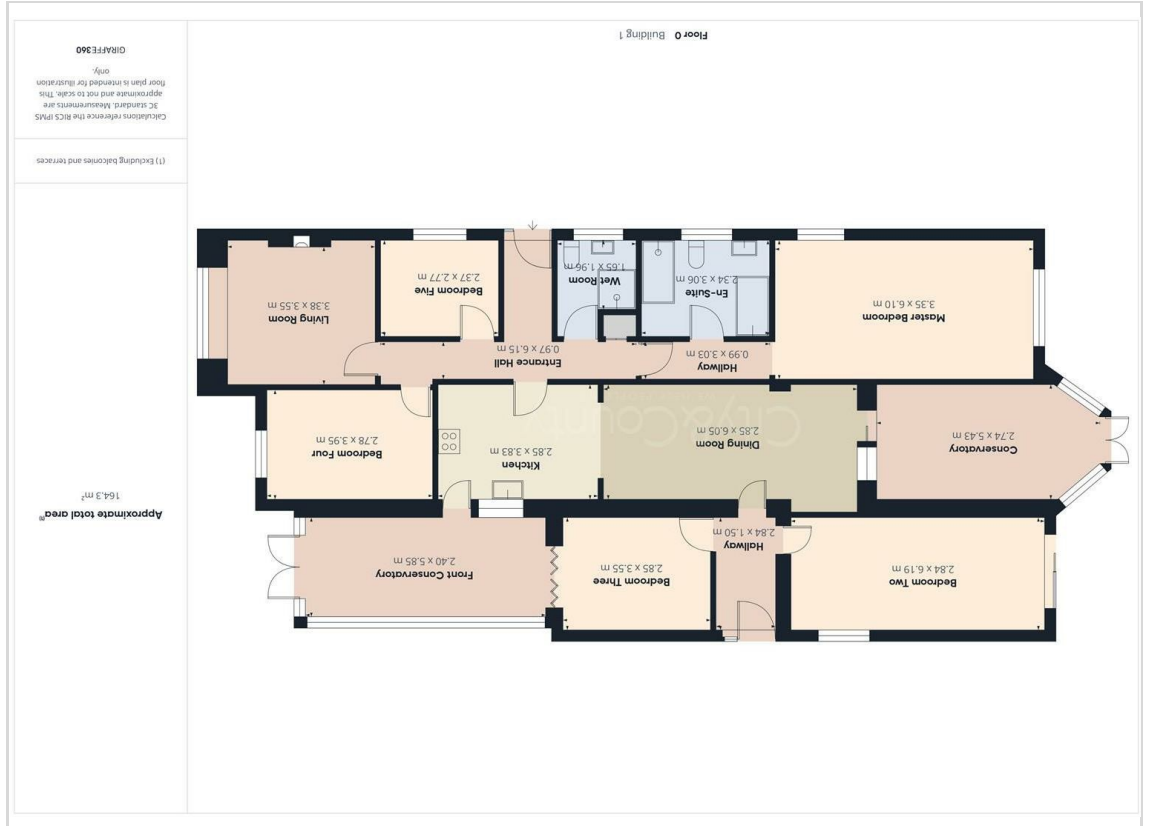 Bedroom Two
2.84 x 6.19 m
Hallway
2.84 x 1.50 m
Bedroom Three
2.85 x 3.55 m
Front Conservatory
2.40 x 5.85 m
Conservatory
2.74 x 5.43 m
Dining Room
2.85 x 6.05 m
City&County
Kitchen
2.85 x 3.83 m
Bedroom Four
2.78 x 3.95 m
Hallway
0.99 x 3.03 m
Entrance Hall
0.97 x 6.15 m
Master Bedroom
3.35 x 6.10 m
En-Suite
2.34 x 3.06 m
Wet Room
1.65 x 1.96 m
Bedroom Five
2.37 x 2.77 m
Living Room
3.38 x 3.55 m
Floor 0 Building 1
Approximate total area(1)
164.3 m²
(1) Excluding balconies and terraces
Calculations reference the RICS IPMS
3C standard. Measurements are
approximate and not to scale. This
floor plan is intended for illustration
only.
GIRAFFE360